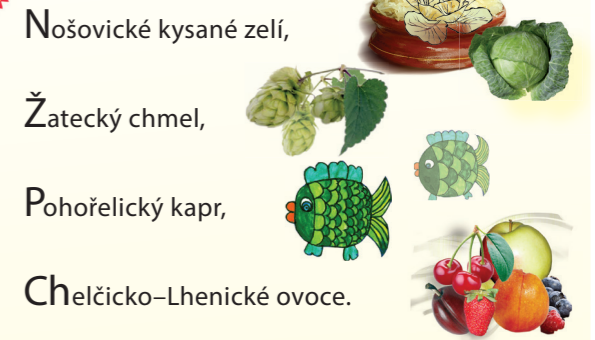 Nošovické kysané zelí,
Žatecký chmel,
Pohořelický kapr,
Chelčicko–Lhenické ovoce.